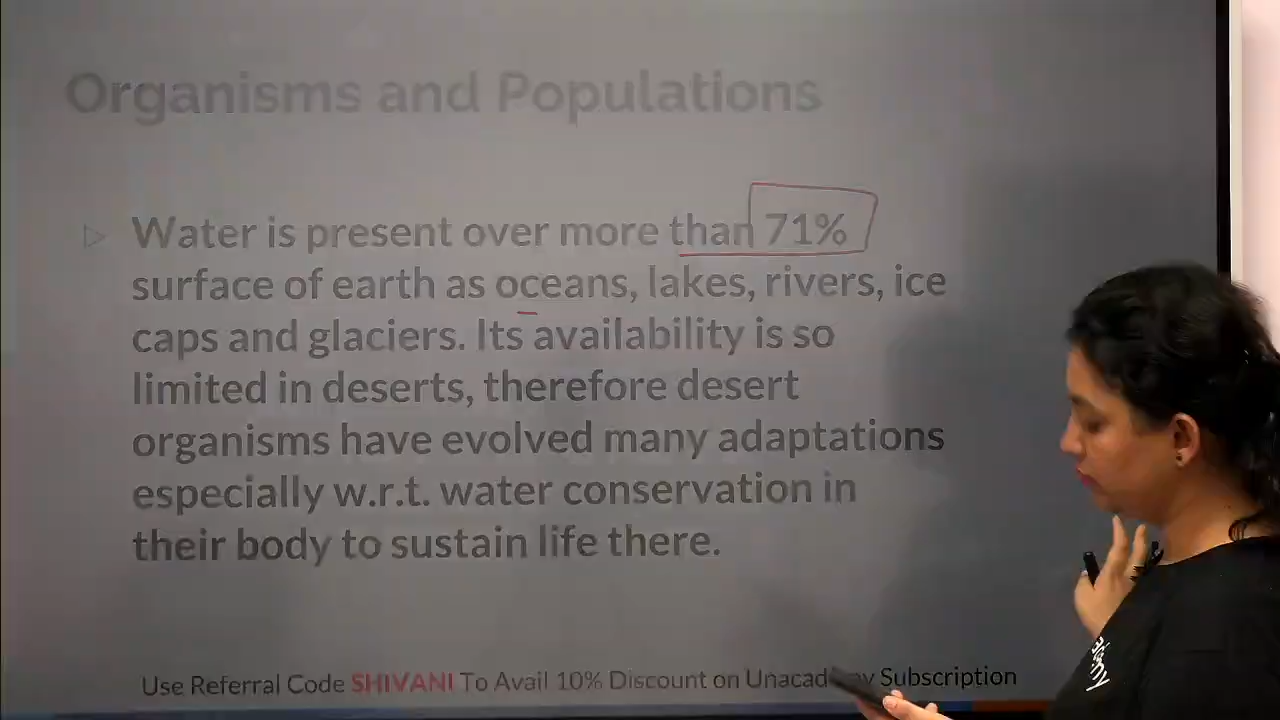 Organisms and Populations
Water is present over more than 71%
surface of earth as oceans, lakes, rivers, ice
caps and glaciers. Its availability is so
limited in deserts, therefore desert
organisms have evolved many adaptations
especially w.r.t. water conservation in
their body to sustain life there.
Use Referral Code SHIVANI To Avail 10% Discount on Subscription